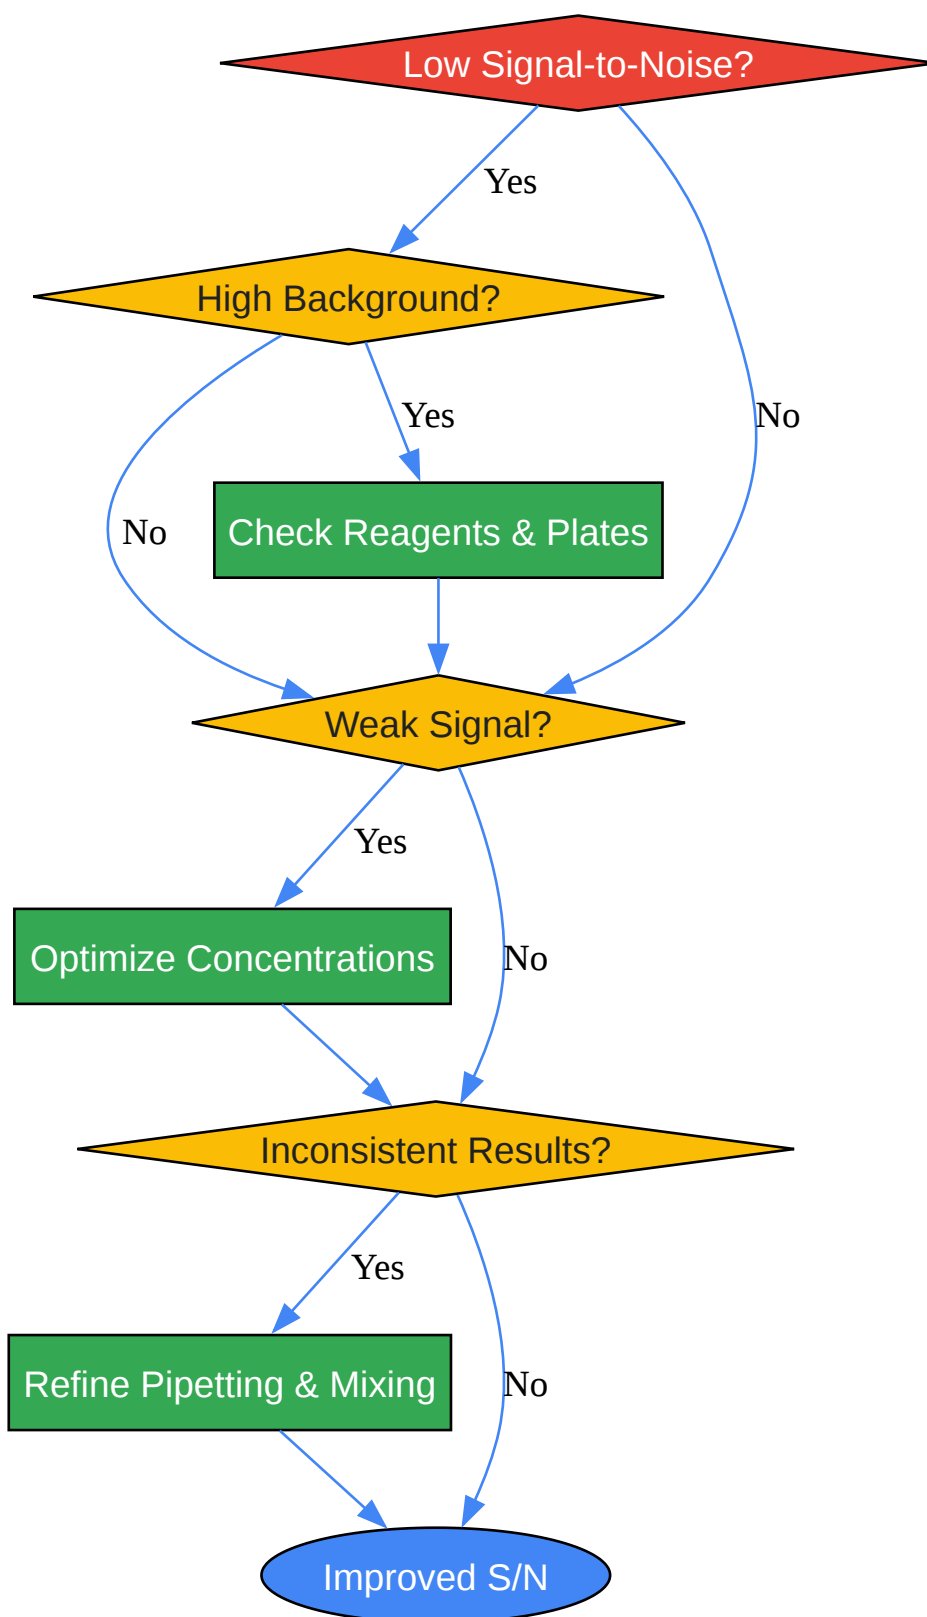 Low Signal-to-Noise?
Yes
High Background?
Yes
No
Check Reagents & Plates
No
Weak Signal?
Yes
Optimize Concentrations
No
Inconsistent Results?
Yes
Refine Pipetting & Mixing
No
Improved S/N